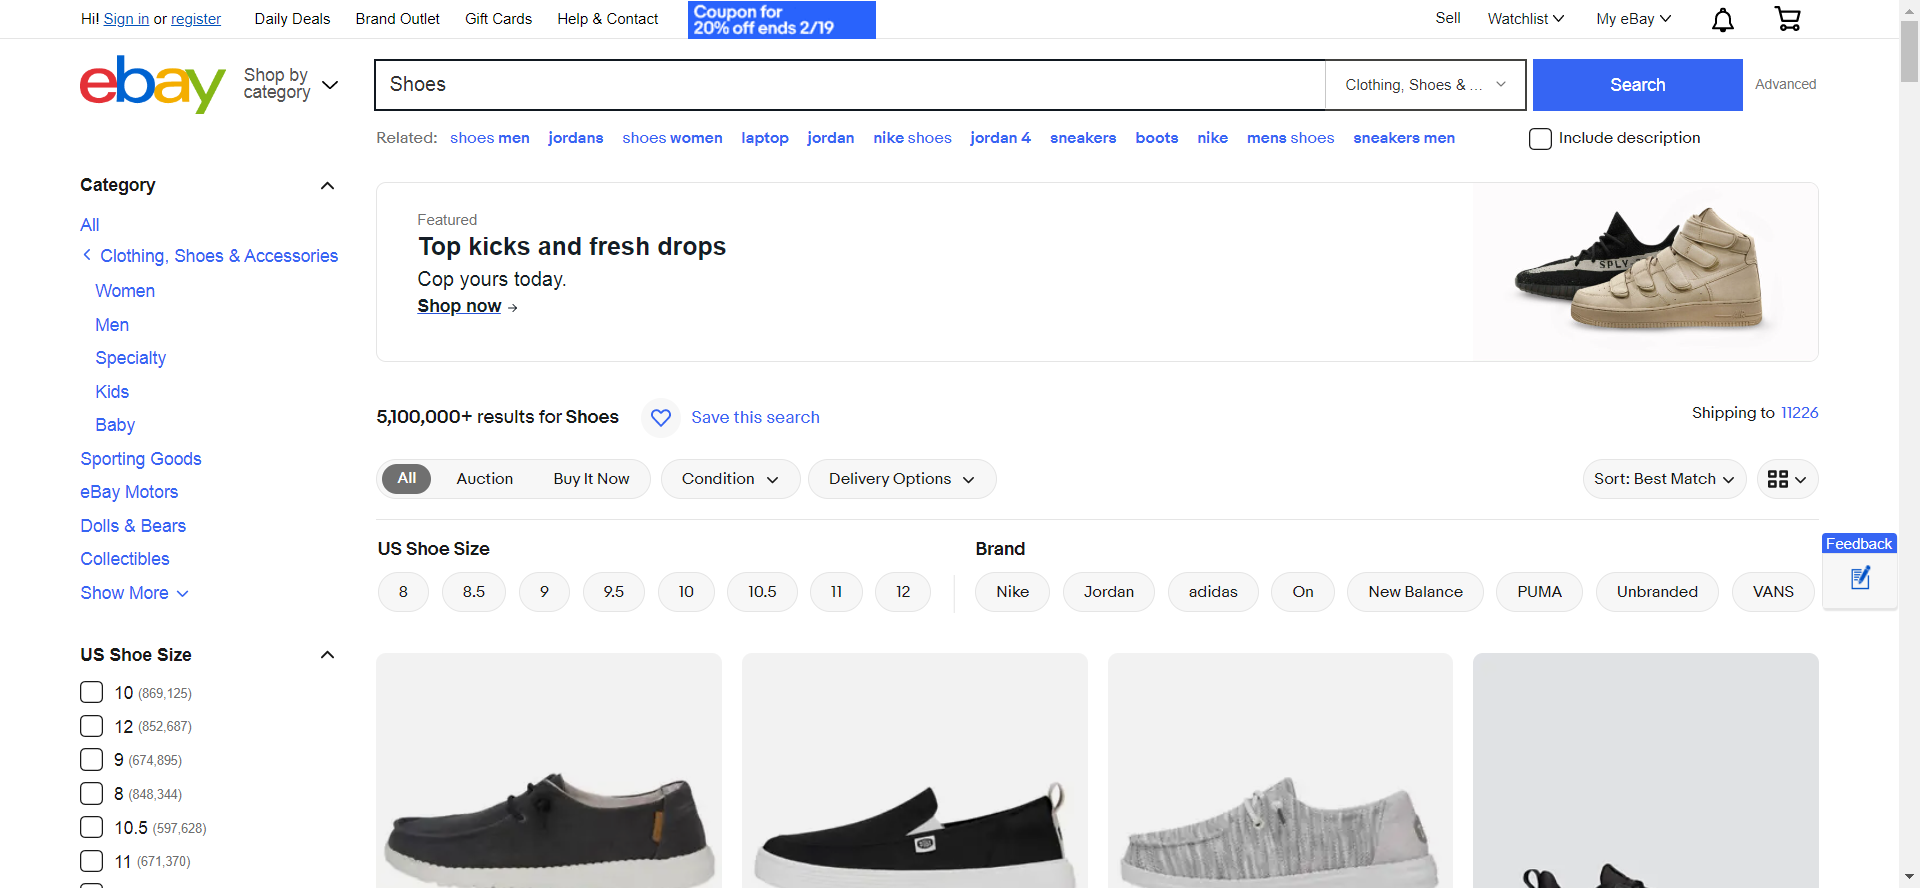 Hi! Sign in or register
Daily Deals
Brand Outlet
Gift Cards
Help & Contact
Coupon for
20% off ends 2/19
Sell
Watchlist
My eBay
ebay
Shop by
category
Shoes
Clothing, Shoes & ...
Search
Advanced
Related:
shoes men
jordans
shoes women
laptop
jordan
nike shoes
jordan 4
sneakers
boots
nike
mens shoes
sneakers men
Include description
Category
All
Clothing, Shoes & Accessories
Women
Men
Specialty
Kids
Baby
Sporting Goods
eBay Motors
Dolls & Bears
Collectibles
Show More
Featured
Top kicks and fresh drops
Cop yours today.
Shop now →
SPLY
5,100,000+ results for Shoes
Save this search
Shipping to 11226
All
Auction
Buy It Now
Condition
Delivery Options
Sort: Best Match
US Shoe Size
8
8.5
9
9.5
10
10.5
11
12
Brand
Nike
Jordan
adidas
On
New Balance
PUMA
Unbranded
VANS
Feedback
US Shoe Size
10 (869,125)
12 (852,687)
9 (674,895)
8 (848,344)
10.5 (597,628)
11 (671,370)